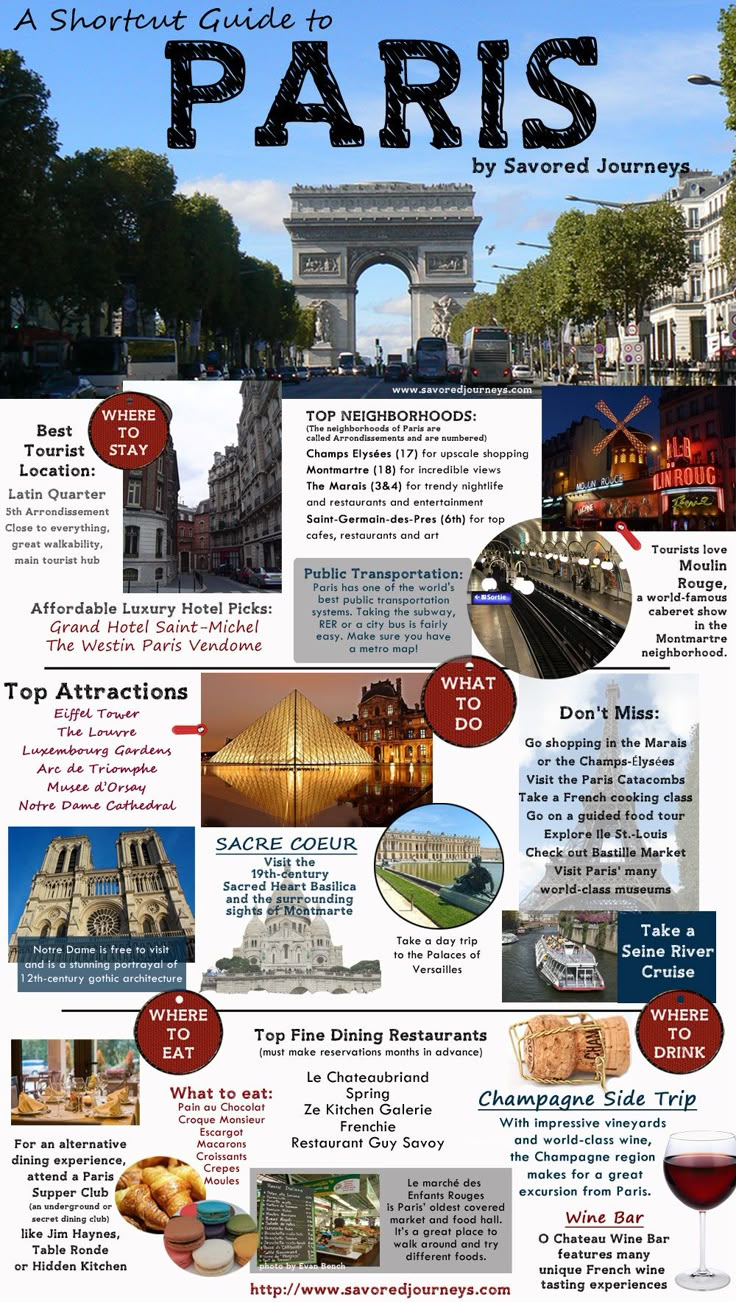 A Shortcut Guide to
PARIS
by Savored Journeys
www.savoredjourneys.com
WHERE
TO
STAY
Best
Tourist
Location:
Latin Quarter
5th Arrondissement
Close to everything,
great walkability,
main tourist hub
Affordable Luxury Hotel Picks:
Grand Hotel Saint-Michel
The Westin Paris Vendome
TOP NEIGHBORHOODS:
(The neighborhoods of Paris are
called Arrondissements and are numbered)
Champs Elysées (17) for upscale shopping
Montmartre (18) for incredible views
The Marais (3&4) for trendy nightlife
and restaurants and entertainment
Saint-Germain-des-Pres (6th) for top
cafes, restaurants and art
Public Transportation:
Paris has one of the world's
best public transportation
systems. Taking the subway,
RER or a city bus is fairly
easy. Make sure you have
a metro map!
Sortie
MOULIN ROUGE
Tourists love
Moulin
Rouge,
a world-famous
caberet show
in the
Montmartre
neighborhood.
WHAT
TO
DO
Top Attractions
Eiffel Tower
The Louvre
Luxembourg Gardens
Arc de Triomphe
Musee d'Orsay
Notre Dame Cathedral
Notre Dame is free to visit
and is a stunning portrayal of
12th-century gothic architecture
SACRE COEUR
Visit the
19th-century
Sacred Heart Basilica
and the surrounding
sights of Montmarte
Take a day trip
to the Palaces of
Versailles
Don't Miss:
Go shopping in the Marais
or the Champs-Élysées
Visit the Paris Catacombs
Take a French cooking class
Go on a guided food tour
Explore Ile St.-Louis
Check out Bastille Market
Visit Paris' many
world-class museums
Take a
Seine River
Cruise
WHERE
TO
EAT
What to eat:
Pain au Chocolat
Croque Monsieur
Escargot
Macarons
Croissants
Crepes
Moules
For an alternative
dining experience,
attend a Paris
Supper Club
(an underground or
secret dining club)
like Jim Haynes,
Table Ronde
or Hidden Kitchen
Top Fine Dining Restaurants
(must make reservations months in advance)
Le Chateaubriand
Spring
Ze Kitchen Galerie
Frenchie
Restaurant Guy Savoy
photo by Evan Bench
Le marché des
Enfants Rouges
is Paris' oldest covered
market and food hall.
It's a great place to
walk around and try
different foods.
WHERE
TO
DRINK
CHAM
Champagne Side Trip
With impressive vineyards
and world-class wine,
the Champagne region
makes for a great
excursion from Paris.
Wine Bar
O Chateau Wine Bar
features many
unique French wine
tasting experiences
http://www.savoredjourneys.com